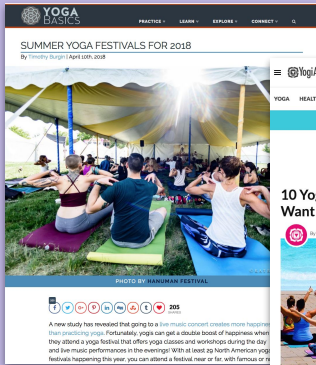 YOGA
BASICS
PRACTICE
LEARN
EXPLORE
CONNECT
SUMMER YOGA FESTIVALS FOR 2018
By Timothy Burgin | April 10th, 2018
YOGA
HEALT
10 Yo
Want
By
PHOTO BY HANUMAN FESTIVAL
205
SHARES
A new study has revealed that going to a live music concert creates more happine
than practicing yoga. Fortunately, yogis can get a double boost of happiness when
they attend a yoga festival that offers yoga classes and workshops during the day
and live music performances in the evenings! With at least 29 North American yoga
festivals happening this year, you can attend a festival near or far, with famous or